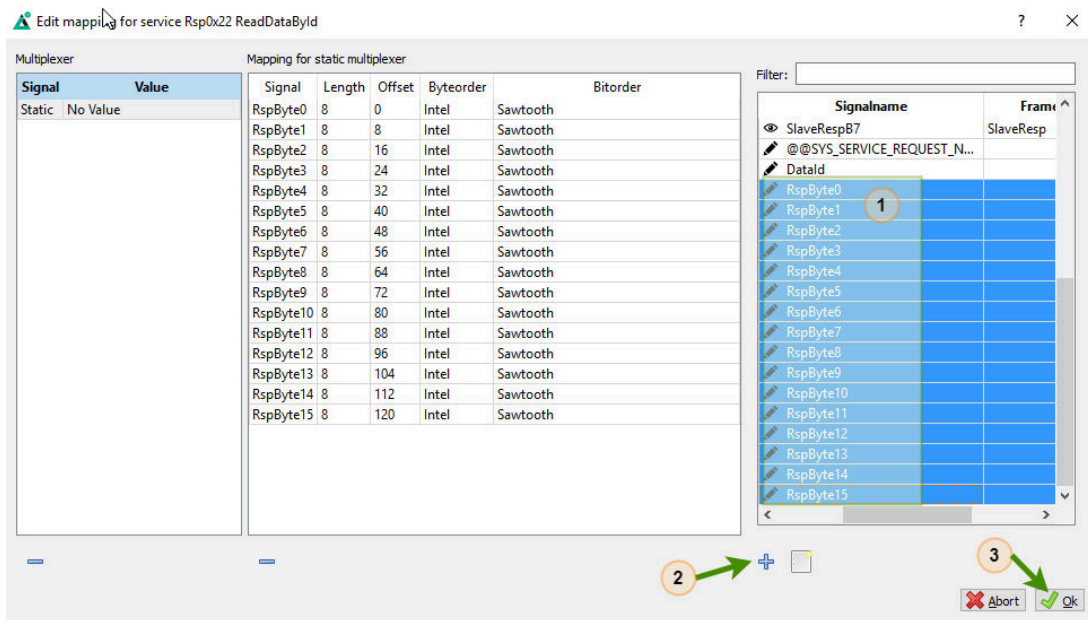 Edit mapping for service Rsp0x22 ReadDataById ? ×
Multiplexer
Signal Value
Static No Value
Mapping for static multiplexer
Signal Length Offset Byteorder Bitorder
RspByte0 8 0 Intel Sawtooth
RspByte1 8 8 Intel Sawtooth
RspByte2 8 16 Intel Sawtooth
RspByte3 8 24 Intel Sawtooth
RspByte4 8 32 Intel Sawtooth
RspByte5 8 40 Intel Sawtooth
RspByte6 8 48 Intel Sawtooth
RspByte7 8 56 Intel Sawtooth
RspByte8 8 64 Intel Sawtooth
RspByte9 8 72 Intel Sawtooth
RspByte10 8 80 Intel Sawtooth
RspByte11 8 88 Intel Sawtooth
RspByte12 8 96 Intel Sawtooth
RspByte13 8 104 Intel Sawtooth
RspByte14 8 112 Intel Sawtooth
RspByte15 8 120 Intel Sawtooth
Filter:
Signalname Frame
SlaveRespB7 SlaveResp
@@SYS_SERVICE_REQUEST_N...
DataId
RspByte0
RspByte1
RspByte2
RspByte3
RspByte4
RspByte5
RspByte6
RspByte7
RspByte8
RspByte9
RspByte10
RspByte11
RspByte12
RspByte13
RspByte14
RspByte15
1
2
3
Abort
Ok